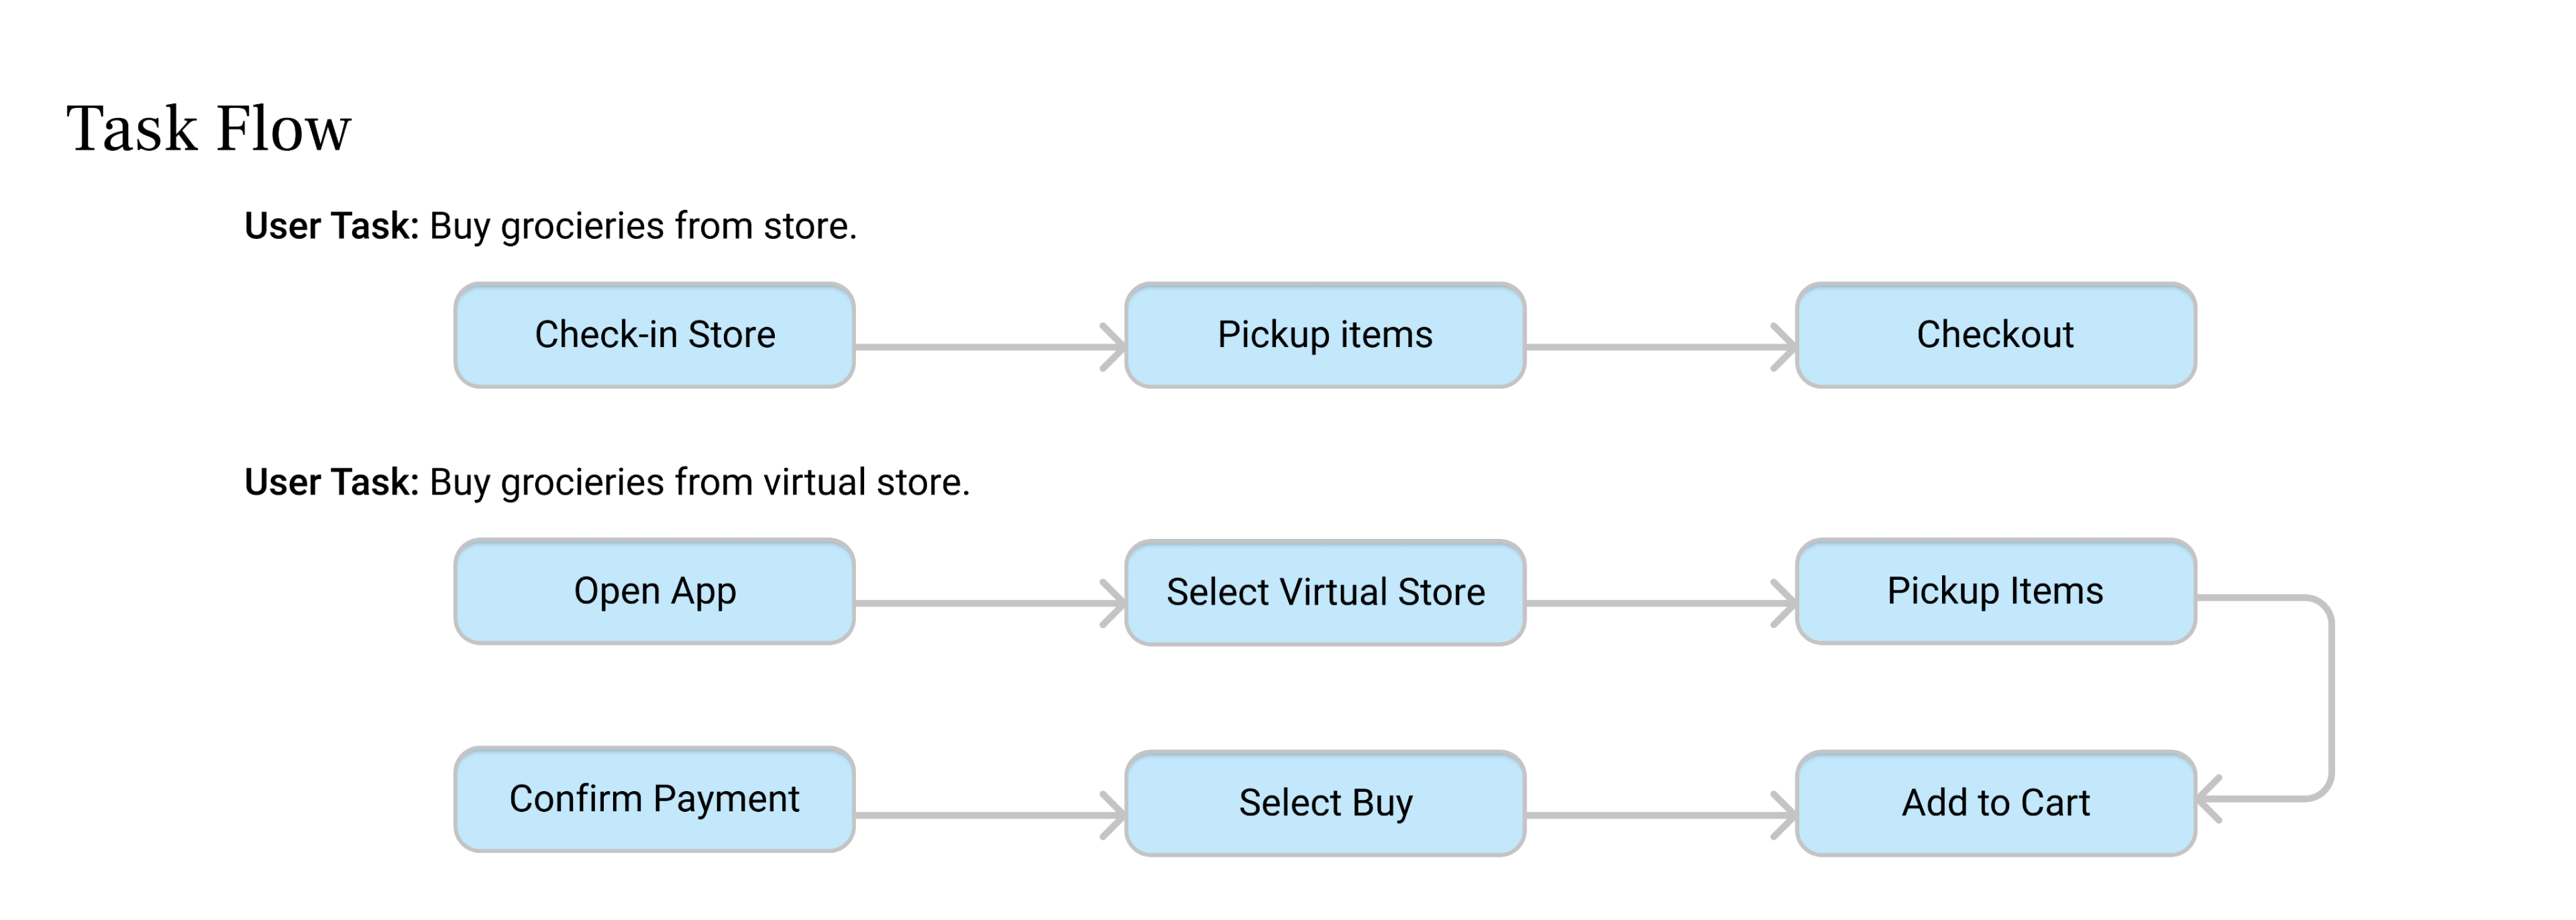 Task Flow
User Task: Buy grocieries from store.
Check-in Store
Pickup items
Checkout
User Task: Buy grocieries from virtual store.
Open App
Select Virtual Store
Pickup Items
Confirm Payment
Select Buy
Add to Cart